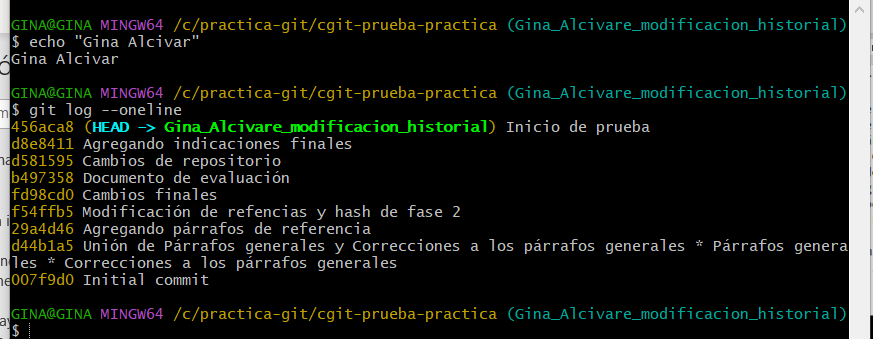 GINA@GINA MINGW64 /c/practica-git/cgit-prueba-practica (Gina_Alcivare_modificacion_historial)
$ echo "Gina Alcivar"
Gina Alcivar
GINA@GINA MINGW64 /c/practica-git/cgit-prueba-practica (Gina_Alcivare_modificacion_historial)
$ git log --oneline
456aca8 (HEAD -> Gina_Alcivare_modificacion_historial) Inicio de prueba
d8e8411 Agregando indicaciones finales
d581595 Cambios de repositorio
b497358 Documento de evaluación
fd98cd0 Cambios finales
f54ffb5 Modificación de refencias y hash de fase 2
29a4d46 Agregando párrafos de referencia
d44b1a5 Unión de Párrafos generales y Correcciones a los párrafos generales * Párrafos genera
les * Correcciones a los párrafos generales
007f9d0 Initial commit
GINA@GINA MINGW64 /c/practica-git/cgit-prueba-practica (Gina_Alcivare_modificacion_historial)
$